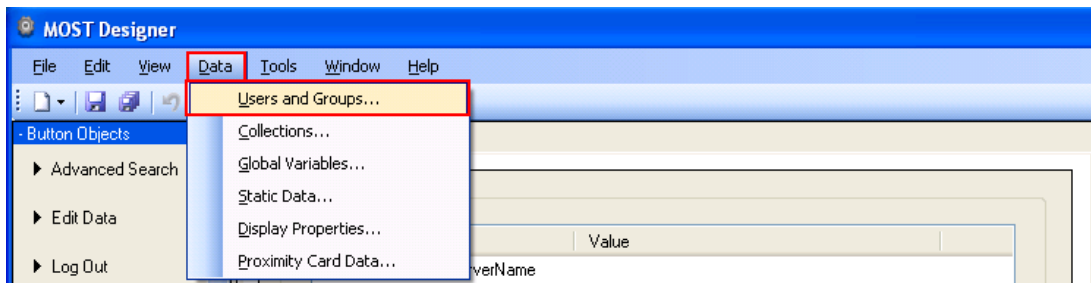 MOST Designer
File Edit View Data Tools Window Help
- Button Objects
Users and Groups...
Collections...
Global Variables...
Static Data...
Display Properties...
Proximity Card Data...
Advanced Search
Edit Data
Log Out
Value
verName